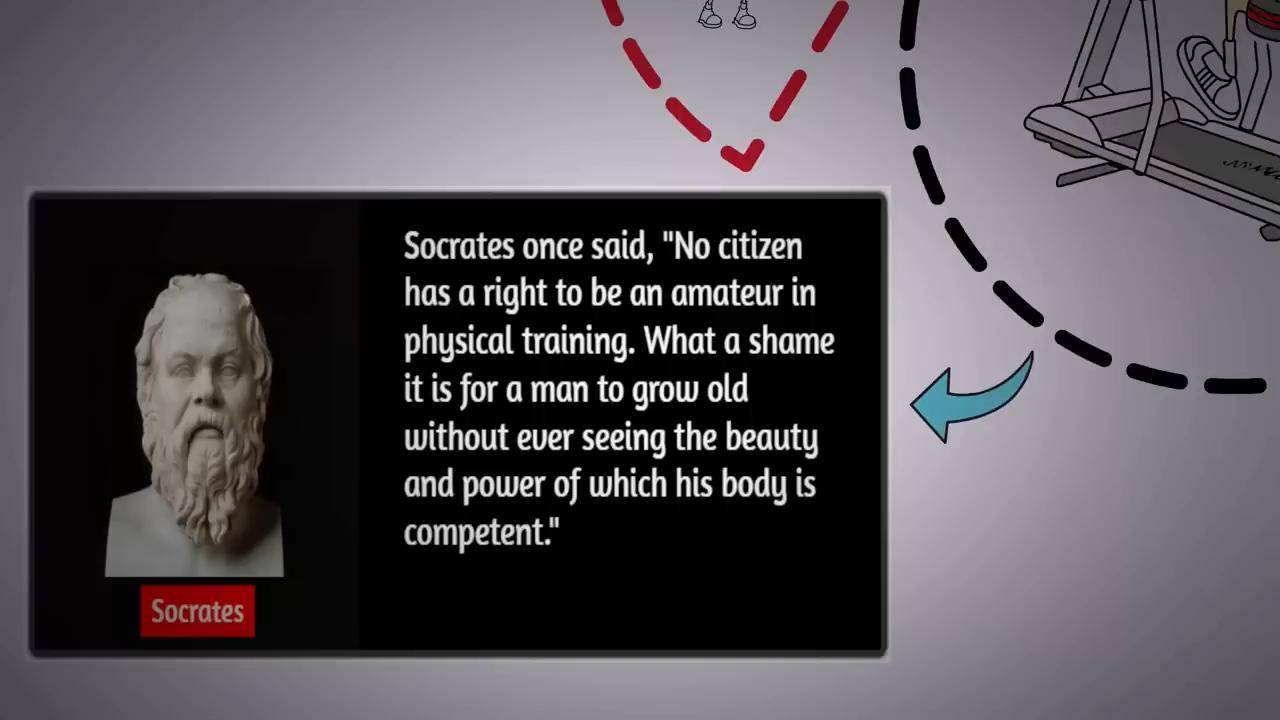 Socrates once said, "No citizen
has a right to be an amateur in
physical training. What a shame
it is for a man to grow old
without ever seeing the beauty
and power of which his body is
competent."
Socrates